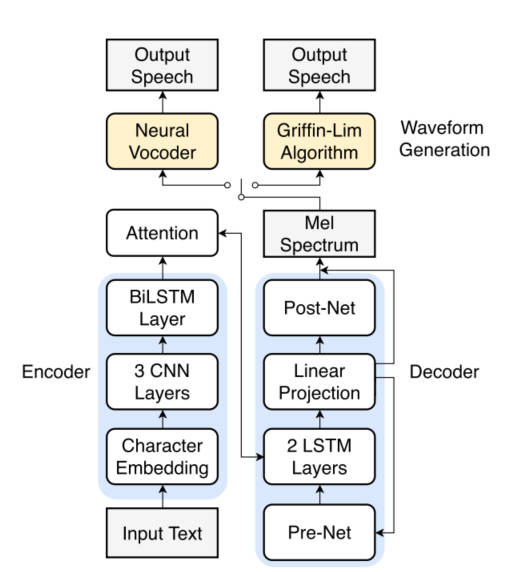 Output
Speech
Output
Speech
Neural
Vocoder
Griffin-Lim
Algorithm
Waveform
Generation
Attention
Mel
Spectrum
BiLSTM
Layer
Post-Net
Encoder
3 CNN
Layers
Linear
Projection
Decoder
Character
Embedding
2 LSTM
Layers
Input Text
Pre-Net